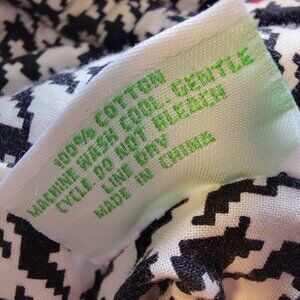 100% COTTON
MACHINE WASH COOL, GENTLE
CYCLE DO NOT BLEACH
LINE DRY
MADE IN CHINA